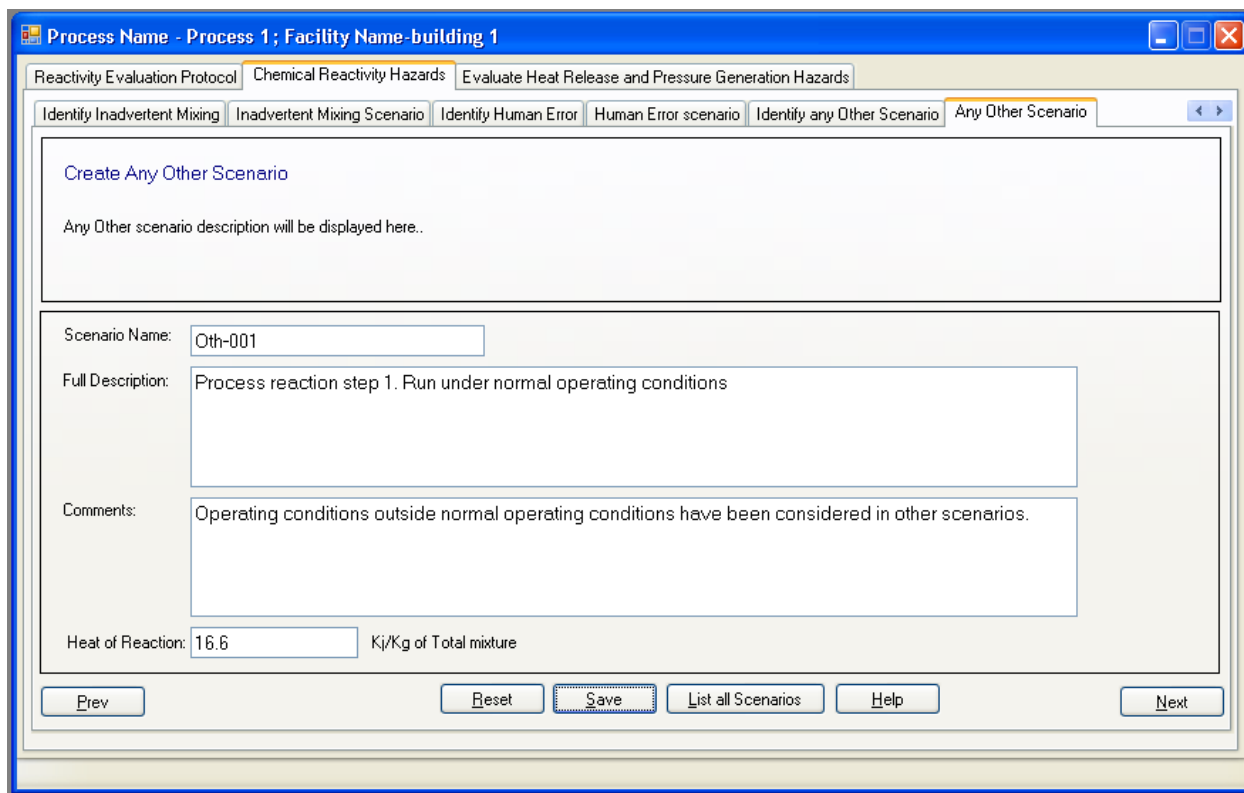 Process Name - Process 1 ; Facility Name-building 1
Reactivity Evaluation Protocol Chemical Reactivity Hazards Evaluate Heat Release and Pressure Generation Hazards
Identify Inadvertent Mixing Inadvertent Mixing Scenario Identify Human Error Human Error scenario Identify any Other Scenario Any Other Scenario
Create Any Other Scenario
Any Other scenario description will be displayed here..
Scenario Name: Oth-001
Full Description: Process reaction step 1. Run under normal operating conditions
Comments: Operating conditions outside normal operating conditions have been considered in other scenarios.
Heat of Reaction: 16.6 Kj/Kg of Total mixture
Prev Reset Save List all Scenarios Help Next